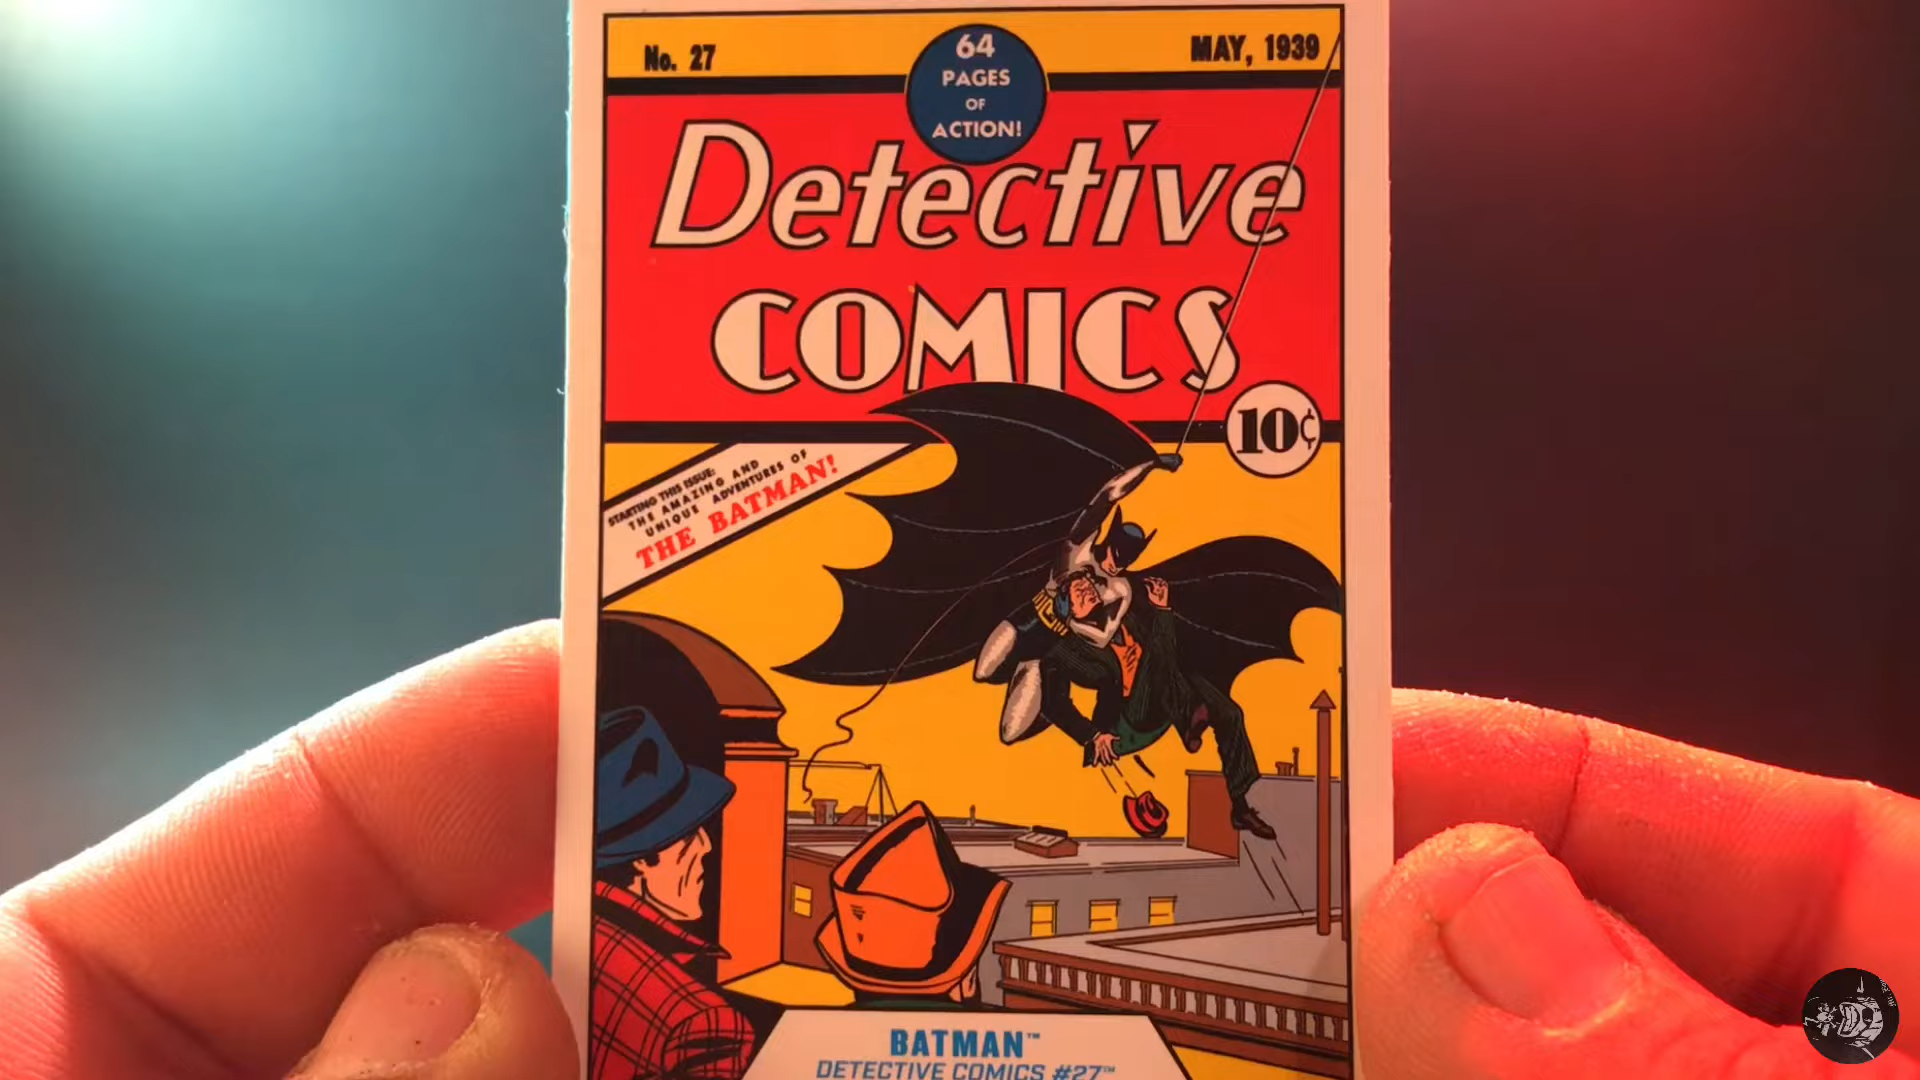 No. 27
64
PAGES
OF
ACTION!
MAY, 1939
Detective
COMICS
10¢
STARTING THIS ISSUE:
THE AMAZING AND
UNIQUE ADVENTURES OF
THE BATMAN!
BATMAN™
DETECTIVE COMICS #27™